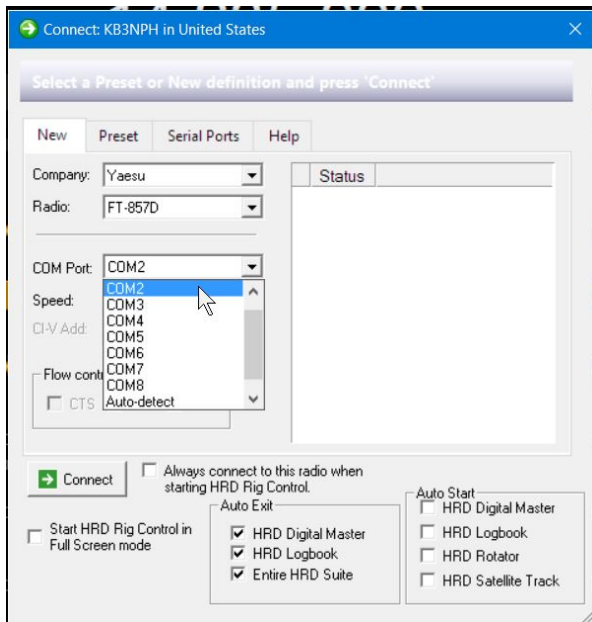 Connect: KB3NPH in United States
Select a Preset or New definition and press 'Connect'
New Preset Serial Ports Help
Company: Yaesu
Radio: FT-857D
Status
COM Port: COM2
COM2
COM3
COM4
COM5
COM6
COM7
COM8
Auto-detect
Speed:
CI-V Add:
Flow cont
CTS
Connect
Always connect to this radio when
starting HRD Rig Control.
Start HRD Rig Control in
Full Screen mode
Auto Exit
HRD Digital Master
HRD Logbook
Entire HRD Suite
Auto Start
HRD Digital Master
HRD Logbook
HRD Rotator
HRD Satellite Track